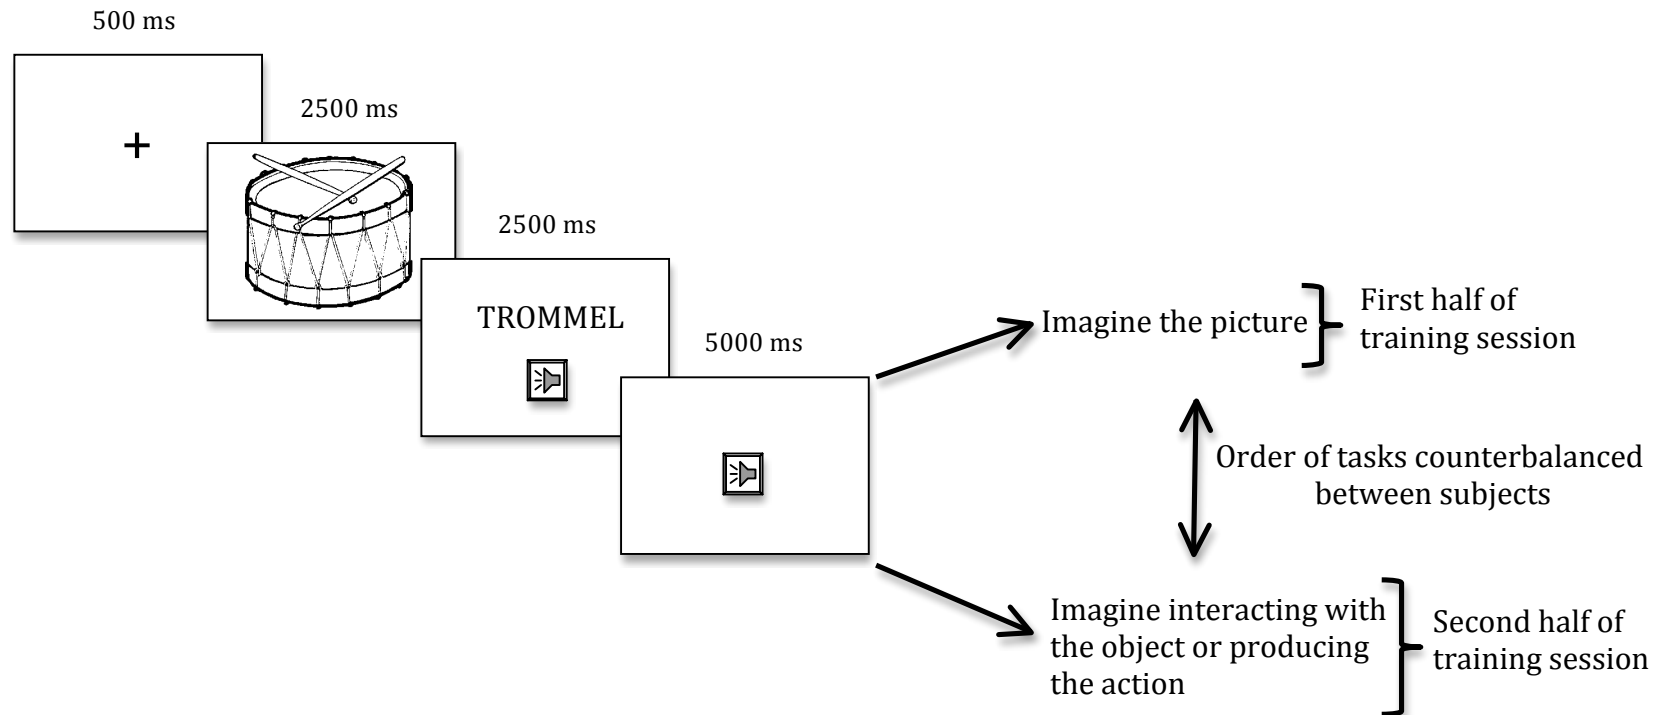 500 ms
+
2500 ms
2500 ms
TROMMEL
5000 ms
Imagine the picture
First half of
training session
Order of tasks counterbalanced
between subjects
Imagine interacting with
the object or producing
the action
Second half of
training session